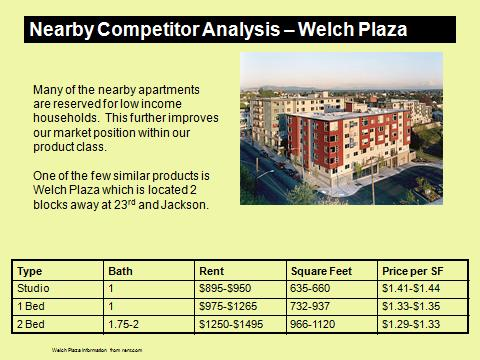 Nearby Competitor Analysis – Welch Plaza
Many of the nearby apartments
are reserved for low income
households. This further improves
our market position within our
product class.
One of the few similar products is
Welch Plaza which is located 2
blocks away at 23rd and Jackson.
Type Bath Rent Square Feet Price per SF
Studio 1 $895-$950 635-660 $1.41-$1.44
1 Bed 1 $975-$1265 732-937 $1.33-$1.35
2 Bed 1.75-2 $1250-$1495 966-1120 $1.29-$1.33
Welch Plaza Information from rent.com